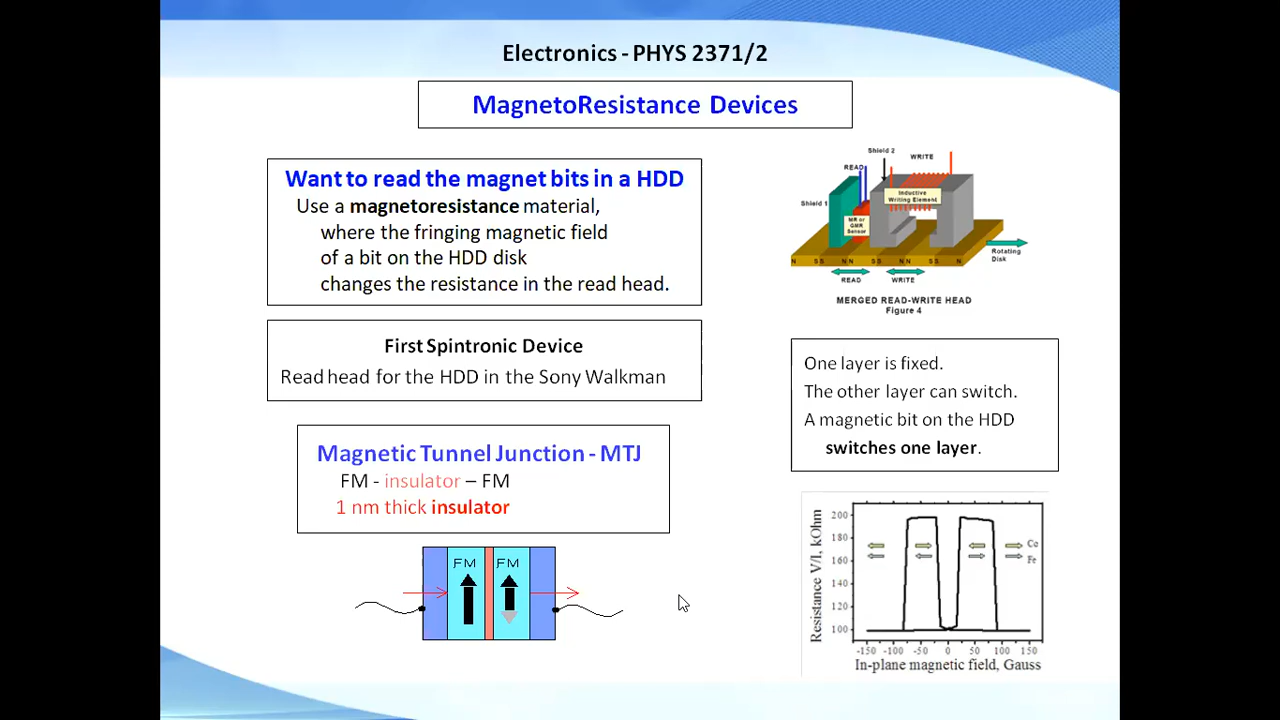 Electronics - PHYS 2371/2
MagnetoResistance Devices
Want to read the magnet bits in a HDD
Use a magnetoresistance material,
where the fringing magnetic field
of a bit on the HDD disk
changes the resistance in the read head.
First Spintronic Device
Read head for the HDD in the Sony Walkman
Magnetic Tunnel Junction - MTJ
FM - insulator – FM
1 nm thick insulator
FM FM
Shield 2
WRITE
READ
Inductive
Writing Element
Shield 1
MR or
GMR
Sensor
Rotating
Disk
N S S N N S S N N S S N
READ WRITE
MERGED READ-WRITE HEAD
Figure 4
One layer is fixed.
The other layer can switch.
A magnetic bit on the HDD
switches one layer.
Resistance V/I, kOhm
200
180
160
140
120
100
Co
Fe
-150 -100 -50 0 50 100 150
In-plane magnetic field, Gauss